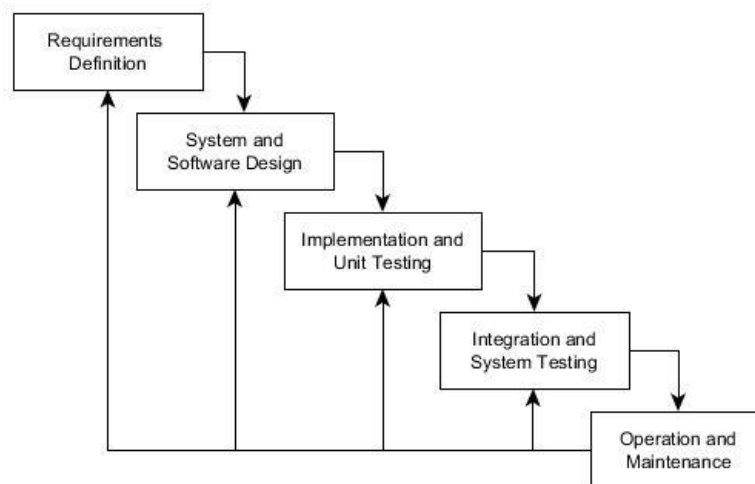 Requirements
Definition
System and
Software Design
Implementation and
Unit Testing
Integration and
System Testing
Operation and
Maintenance